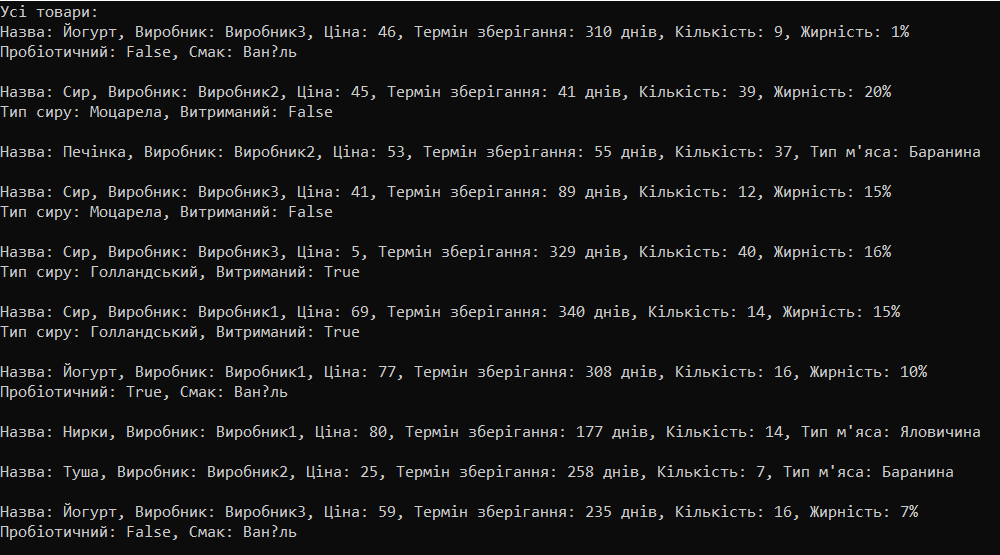 Усі товари:
Назва: Йогурт, Виробник: Виробник3, Ціна: 46, Термін зберігання: 310 днів, Кількість: 9, Жирність: 1%
Пробіотичний: False, Смак: Ван?ль
Назва: Сир, Виробник: Виробник2, Ціна: 45, Термін зберігання: 41 днів, Кількість: 39, Жирність: 20%
Тип сиру: Моцарела, Витриманий: False
Назва: Печінка, Виробник: Виробник2, Ціна: 53, Термін зберігання: 55 днів, Кількість: 37, Тип м'яса: Баранина
Назва: Сир, Виробник: Виробник3, Ціна: 41, Термін зберігання: 89 днів, Кількість: 12, Жирність: 15%
Тип сиру: Моцарела, Витриманий: False
Назва: Сир, Виробник: Виробник3, Ціна: 5, Термін зберігання: 329 днів, Кількість: 40, Жирність: 16%
Тип сиру: Голландський, Витриманий: True
Назва: Сир, Виробник: Виробник1, Ціна: 69, Термін зберігання: 340 днів, Кількість: 14, Жирність: 15%
Тип сиру: Голландський, Витриманий: True
Назва: Йогурт, Виробник: Виробник1, Ціна: 77, Термін зберігання: 308 днів, Кількість: 16, Жирність: 10%
Пробіотичний: True, Смак: Ван?ль
Назва: Нирки, Виробник: Виробник1, Ціна: 80, Термін зберігання: 177 днів, Кількість: 14, Тип м'яса: Яловичина
Назва: Туша, Виробник: Виробник2, Ціна: 25, Термін зберігання: 258 днів, Кількість: 7, Тип м'яса: Баранина
Назва: Йогурт, Виробник: Виробник3, Ціна: 59, Термін зберігання: 235 днів, Кількість: 16, Жирність: 7%
Пробіотичний: False, Смак: Ван?ль